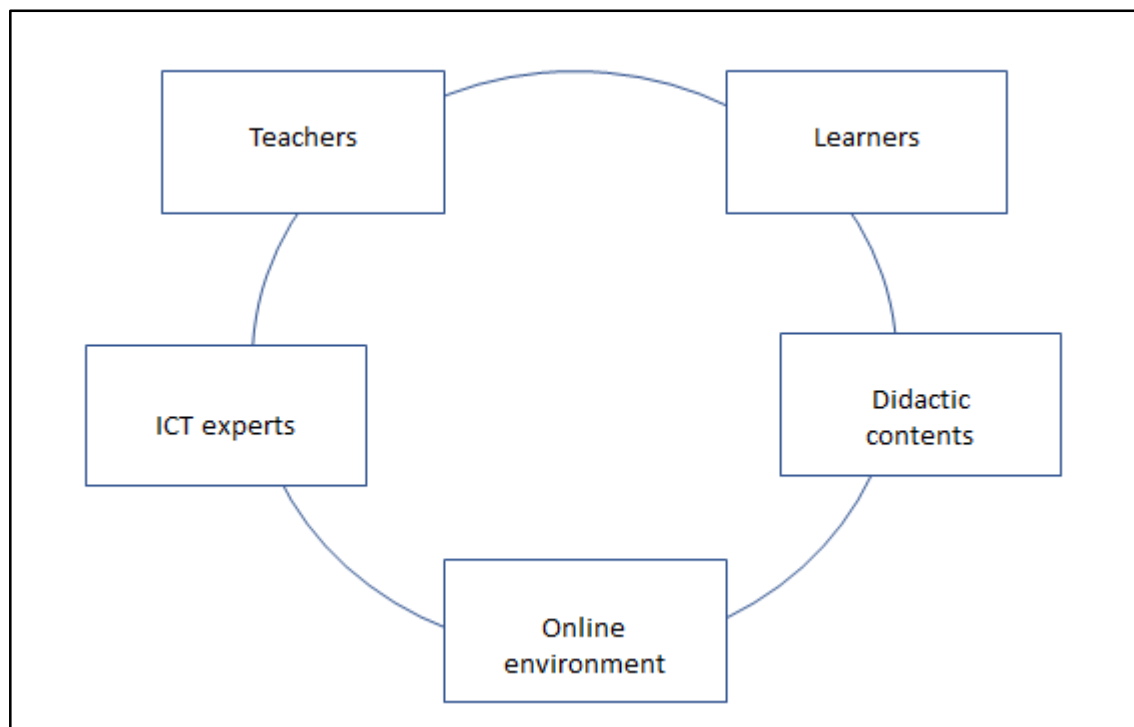 Teachers
Learners
ICT experts
Didactic
contents
Online
environment